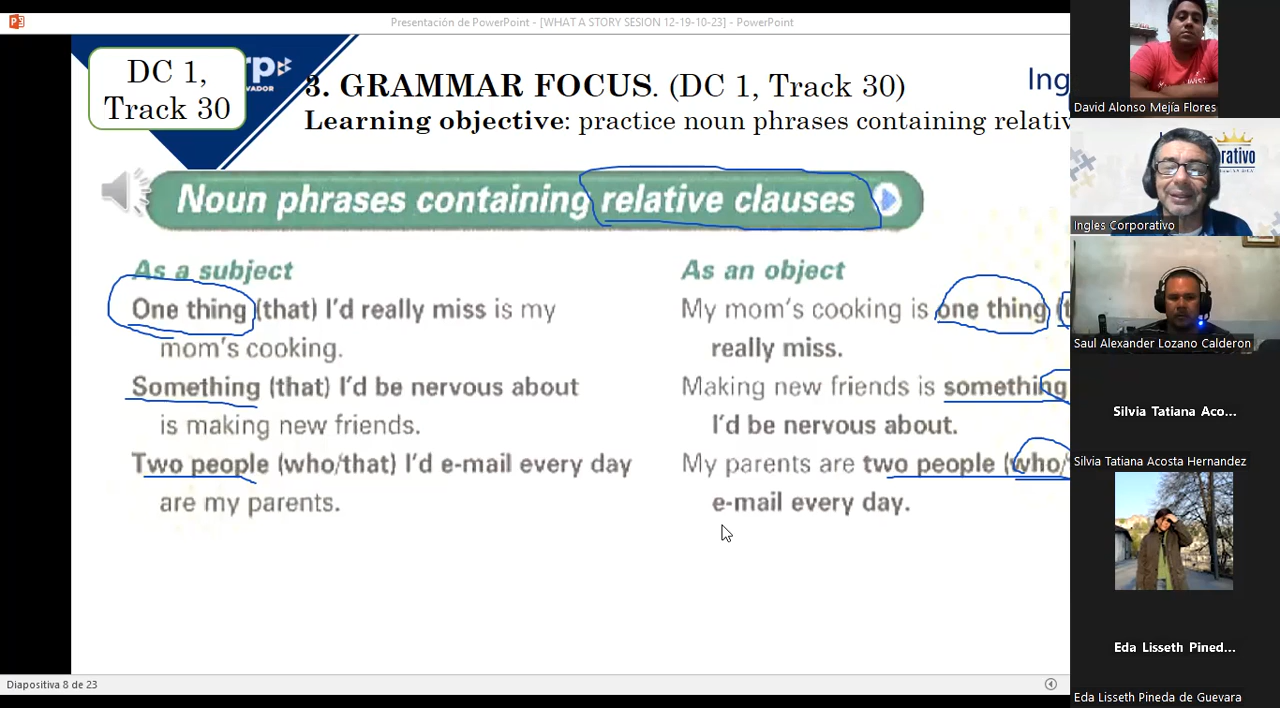 Presentación de PowerPoint - [WHAT A STORY SESION 12-19-10-23] - PowerPoint
DC 1,
Track 30
rp
VADOR
3. GRAMMAR FOCUS. (DC 1, Track 30)
Ing
Learning objective: practice noun phrases containing relativ
Noun phrases containing relative clauses
As a subject
One thing (that) I'd really miss is my
mom's cooking.
Something (that) I'd be nervous about
is making new friends.
Two people (who/that) I'd e-mail every day
are my parents.
As an object
My mom's cooking is one thing (t
really miss.
Making new friends is something
I'd be nervous about.
My parents are two people (who/
e-mail every day.
Diapositiva 8 de 23
David Alonso Mejía Flores
orativo
Ingles Corporativo
Saul Alexander Lozano Calderon
Silvia Tatiana Aco...
Silvia Tatiana Acosta Hernandez
Eda Lisseth Pined...
Eda Lisseth Pineda de Guevara